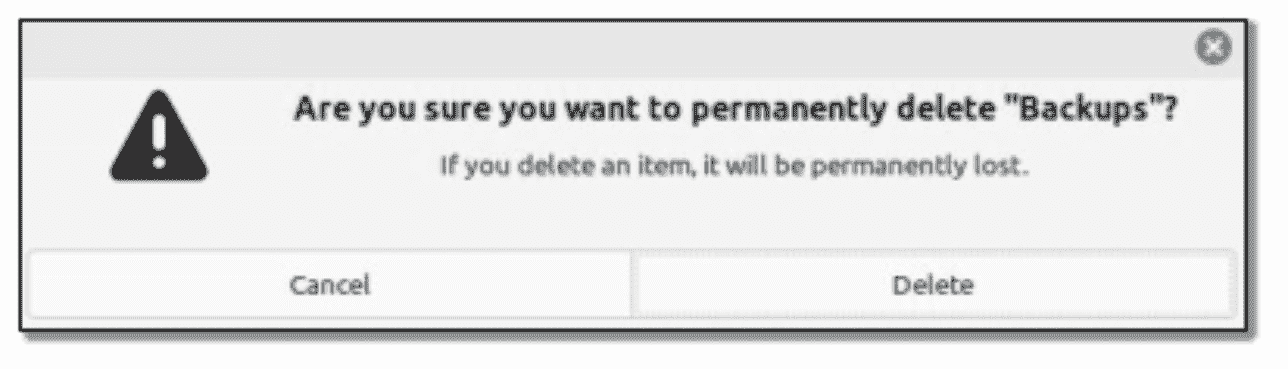 Are you sure you want to permanently delete "Backups"?
If you delete an item, it will be permanently lost.
Cancel
Delete